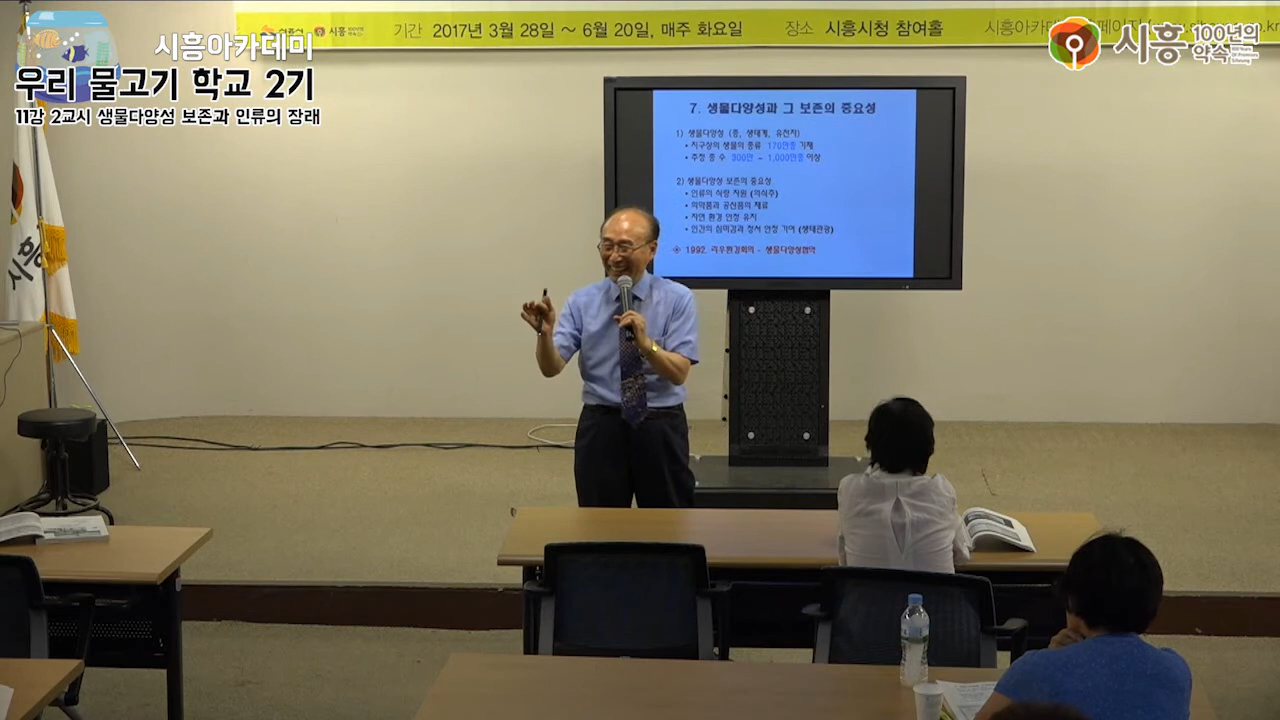 시흥아카데미
우리 물고기 학교 2기
11강 2교시 생물다양성 보존과 인류의 장래
기간 2017년 3월 28일 ~ 6월 20일, 매주 화요일 장소 시흥시청 참여홀
시흥 100년의 약속
7. 생물다양성과 그 보존의 중요성
1) 생물다양성 (종, 생태계, 유전자)
• 지구상의 생물의 종류 170만종 기재
• 추정 종 수 300만 ~ 1,000만종 이상
2) 생물다양성 보존의 중요성
• 인류의 식량 자원 (의식주)
• 의약품과 공산품의 재료
• 자연 환경 안정 유지
• 인간의 심미감과 정서 안정 기여 (생태관광)
※ 1992. 리우환경회의 - 생물다양성협약
시흥